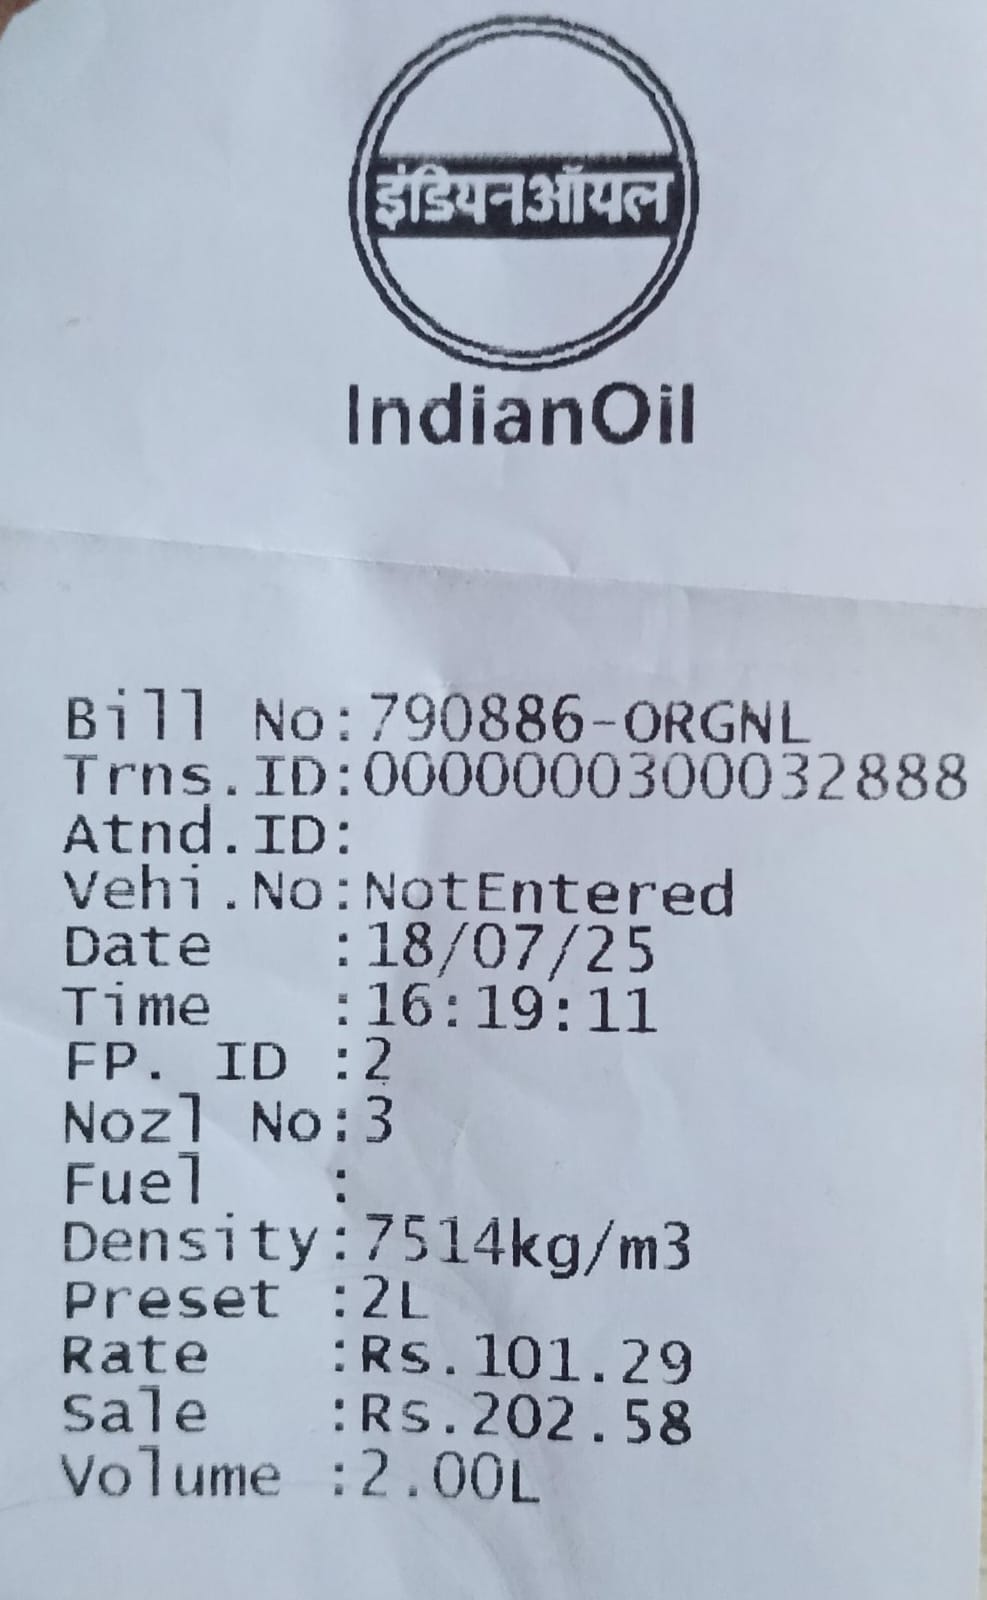 इंडियनऑयल
IndianOil
Bill No:790886-ORGNL
Trns.ID:0000000300032888
Atnd.ID:
Vehi.No:NotEntered
Date :18/07/25
Time :16:19:11
FP. ID :2
Nozl No:3
Fuel :
Density:7514kg/m3
Preset :2L
Rate :Rs.101.29
Sale :Rs.202.58
Volume :2.00L